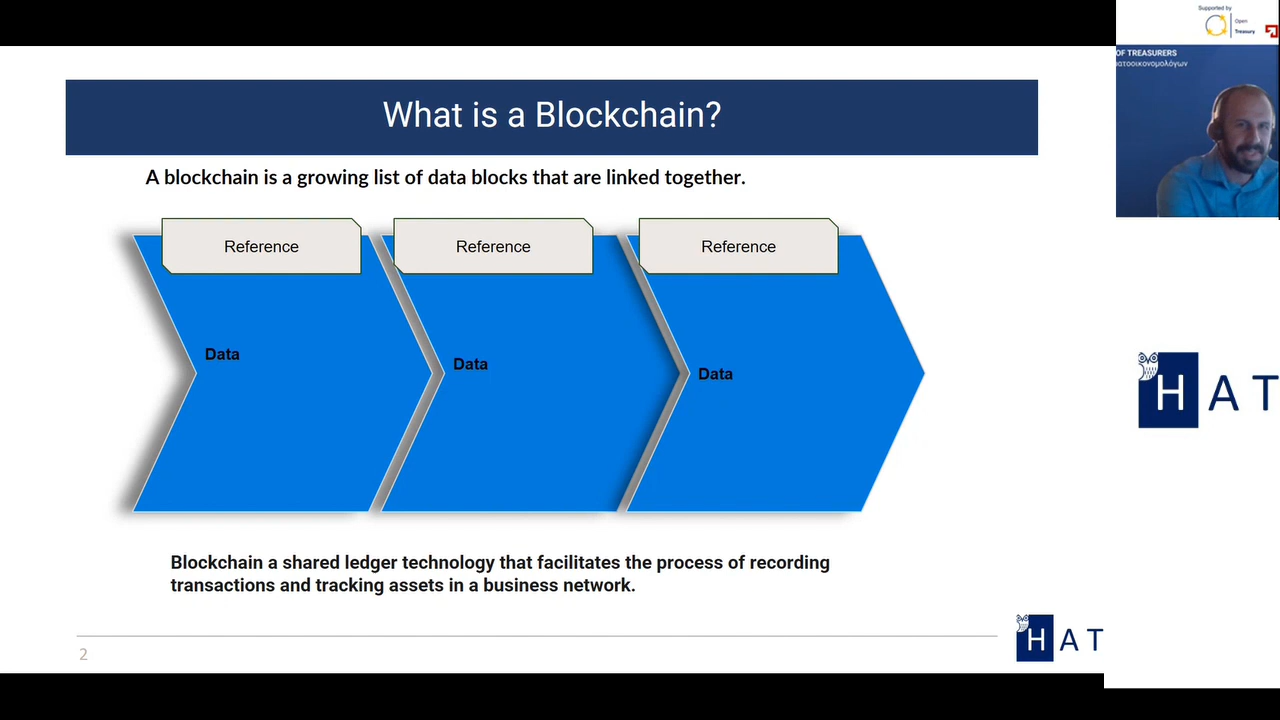 What is a Blockchain?
A blockchain is a growing list of data blocks that are linked together.
Reference
Reference
Reference
Data
Data
Data
Blockchain a shared ledger technology that facilitates the process of recording
transactions and tracking assets in a business network.
2
H A T
Supported by
Open
Treasury
OF TREASURERS
ματοοικονομολόγων
H A T